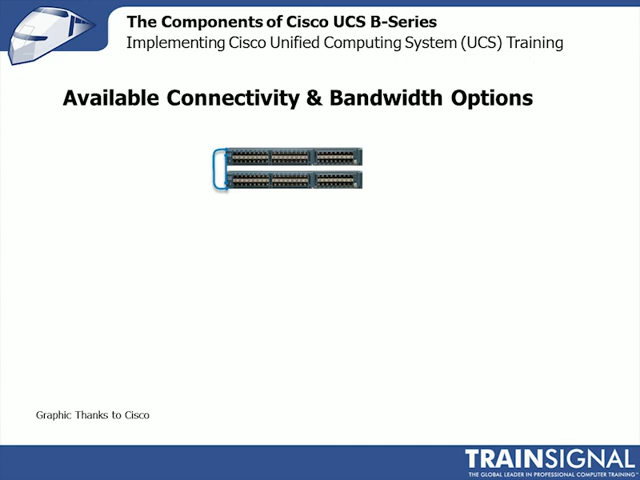 The Components of Cisco UCS B-Series
Implementing Cisco Unified Computing System (UCS) Training
Available Connectivity & Bandwidth Options
Graphic Thanks to Cisco
TRAINSIGNAL
THE GLOBAL LEADER IN PROFESSIONAL COMPUTER TRAINING™